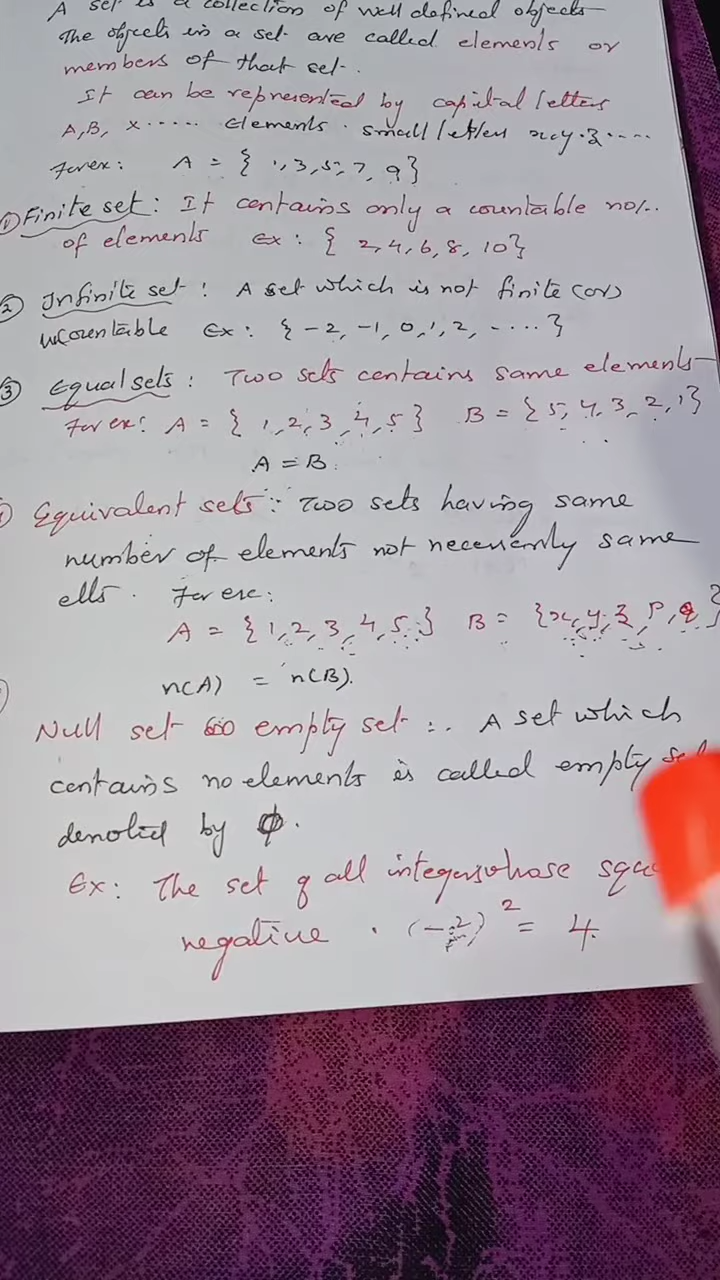 A set is a collection of well defined objects
The objects in a set are called elements or
members of that set.
It can be represented by capital letters
A, B, X ..... Elements . small letters x, y, z ....
For ex : A = { 1, 3, 5, 7, 9 }
① Finite set : It contains only a countable no..
of elements Ex : { 2, 4, 6, 8, 10 }
② Infinite set : A set which is not finite (or)
uncountable Ex : { -2, -1, 0, 1, 2, ..... }
③ Equal sets : Two sets contains same elements
For ex : A = { 1, 2, 3, 4, 5 } B = { 5, 4, 3, 2, 1 }
A = B.
Equivalent sets : Two sets having same
number of elements not necessarily same
ells. For ex :
A = { 1, 2, 3, 4, 5 } B = { x, y, z, p, q }
n(A) = n(B).
Null set empty set :. A set which
contains no elements is called empty
denoted by ϕ.
Ex : The set of all integers whose
negative . (-2)² = 4.